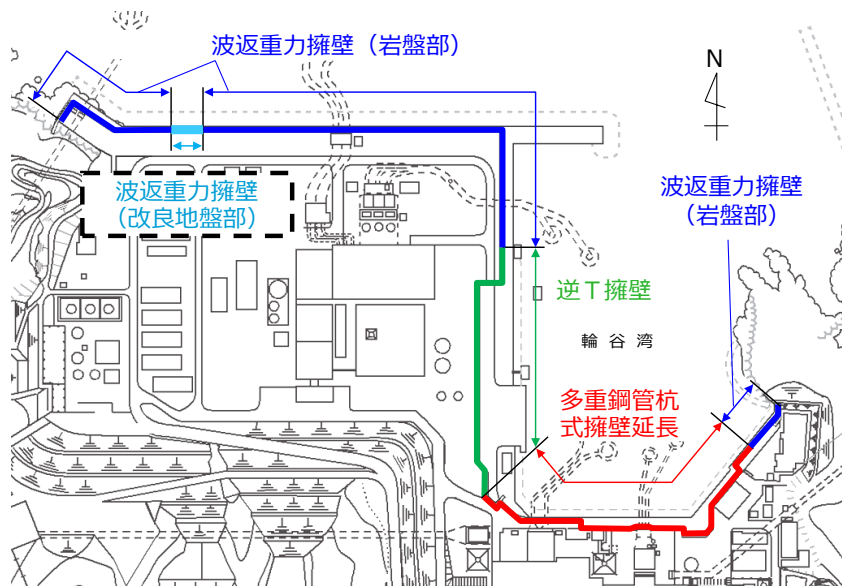 波返重力擁壁（岩盤部）
N
波返重力擁壁
（改良地盤部）
波返重力擁壁
（岩盤部）
逆Ｔ擁壁
輪 谷 湾
多重鋼管杭
式擁壁延長